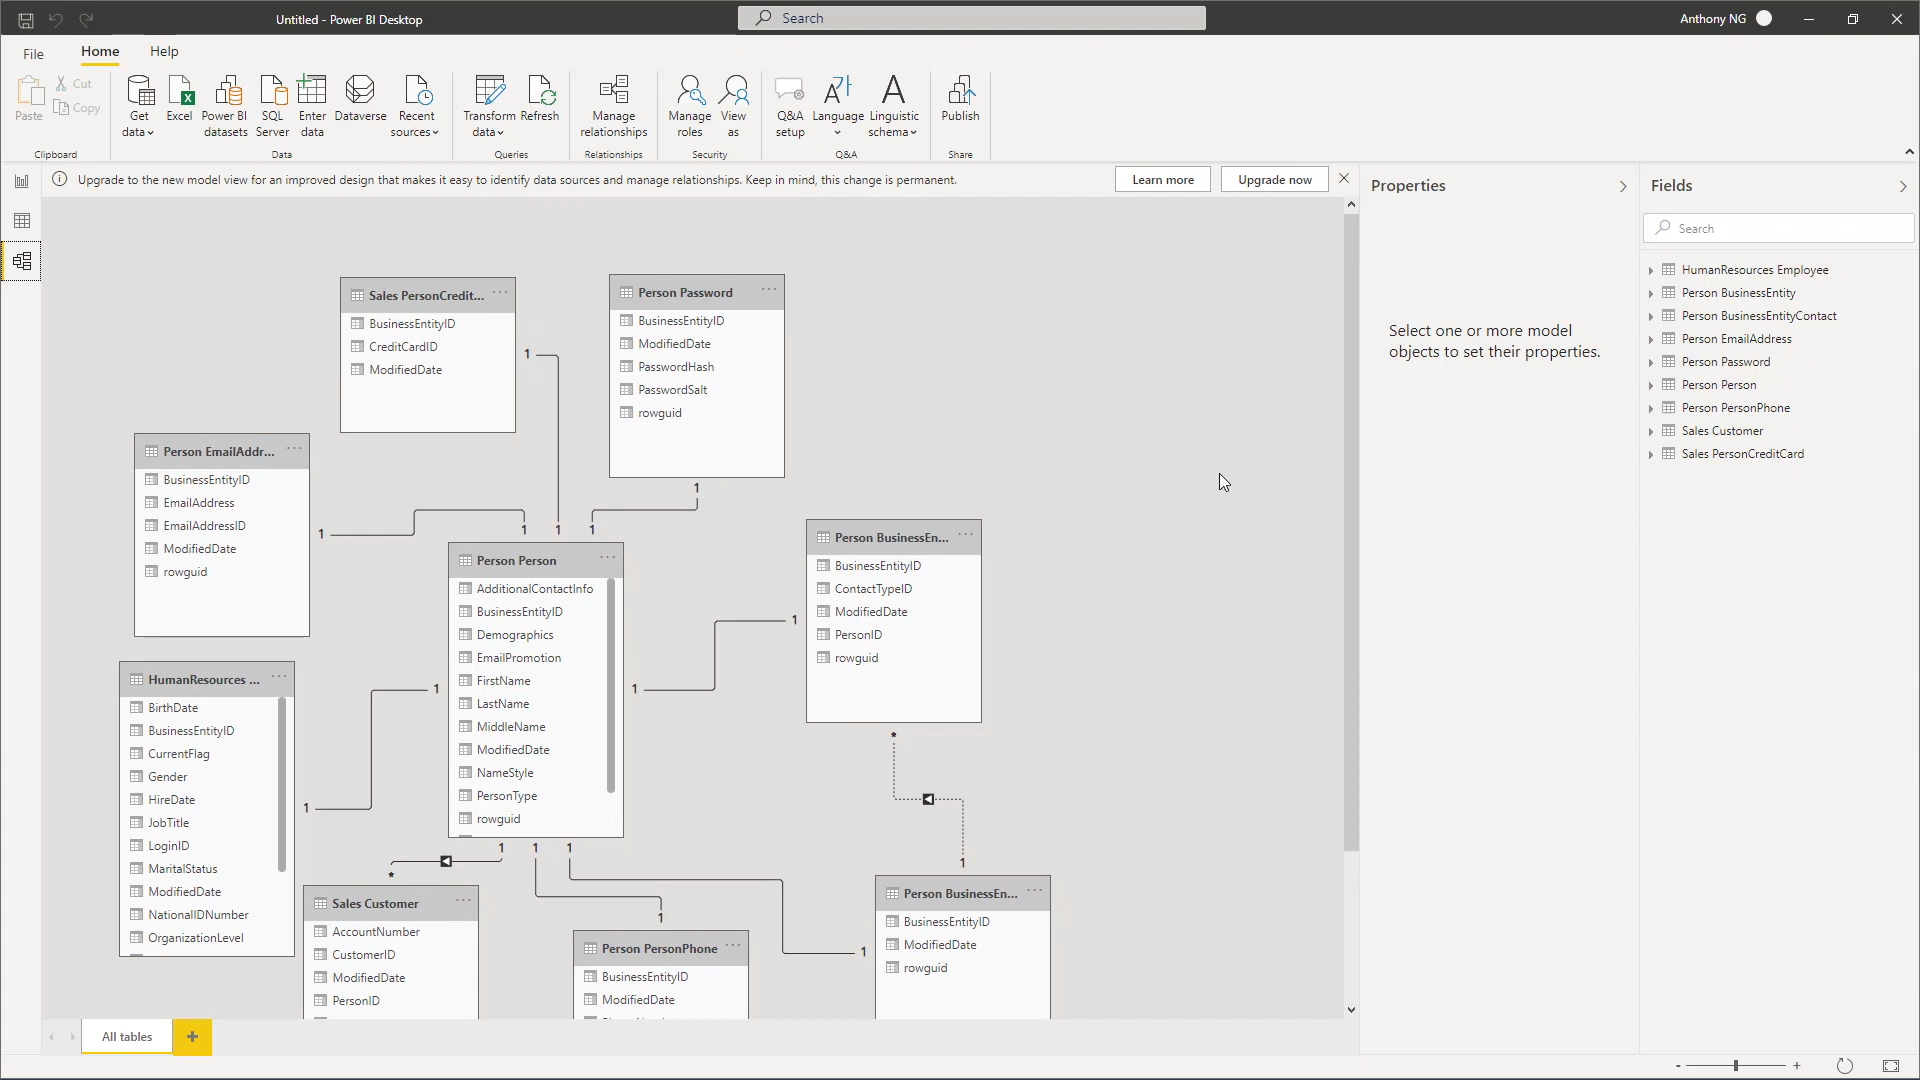 Untitled - Power BI Desktop
Search
Anthony NG
File
Home
Help
Paste
Cut
Copy
Clipboard
Get data
Excel
Power BI datasets
SQL Server
Enter data
Dataverse
Recent sources
Data
Transform data
Refresh
Queries
Manage relationships
Relationships
Manage roles
View as
Security
Q&A setup
Language
Linguistic schema
Q&A
Publish
Share
Upgrade to the new model view for an improved design that makes it easy to identify data sources and manage relationships. Keep in mind, this change is permanent.
Learn more
Upgrade now
Sales PersonCredit...
BusinessEntityID
CreditCardID
ModifiedDate
1
Person Password
BusinessEntityID
ModifiedDate
PasswordHash
PasswordSalt
rowguid
1
Person EmailAddr...
BusinessEntityID
EmailAddress
EmailAddressID
ModifiedDate
rowguid
1
1
1
1
Person Person
AdditionalContactInfo
BusinessEntityID
Demographics
EmailPromotion
FirstName
LastName
MiddleName
ModifiedDate
NameStyle
PersonType
rowguid
1
1
1
1
1
Person BusinessEn...
BusinessEntityID
ContactTypeID
ModifiedDate
PersonID
rowguid
1
*
1
HumanResources ...
BirthDate
BusinessEntityID
CurrentFlag
Gender
HireDate
JobTitle
LoginID
MaritalStatus
ModifiedDate
NationalIDNumber
OrganizationLevel
1
*
Sales Customer
AccountNumber
CustomerID
ModifiedDate
PersonID
1
Person PersonPhone
BusinessEntityID
ModifiedDate
1
Person BusinessEn...
BusinessEntityID
ModifiedDate
rowguid
All tables
+
Properties
Select one or more model
objects to set their properties.
Fields
Search
HumanResources Employee
Person BusinessEntity
Person BusinessEntityContact
Person EmailAddress
Person Password
Person Person
Person PersonPhone
Sales Customer
Sales PersonCreditCard
- +